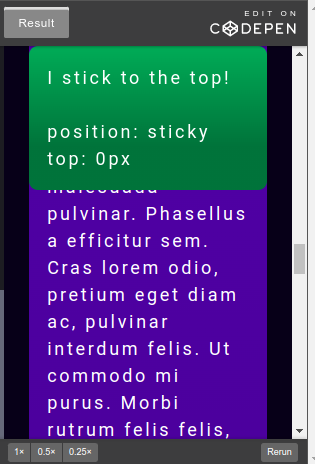 Result
EDIT ON
CODEPEN
I stick to the top!
position: sticky
top: 0px
malesuada
pulvinar. Phasellus
a efficitur sem.
Cras lorem odio,
pretium eget diam
ac, pulvinar
interdum felis. Ut
commodo mi
purus. Morbi
rutrum felis felis,
1× 0.5× 0.25× Rerun